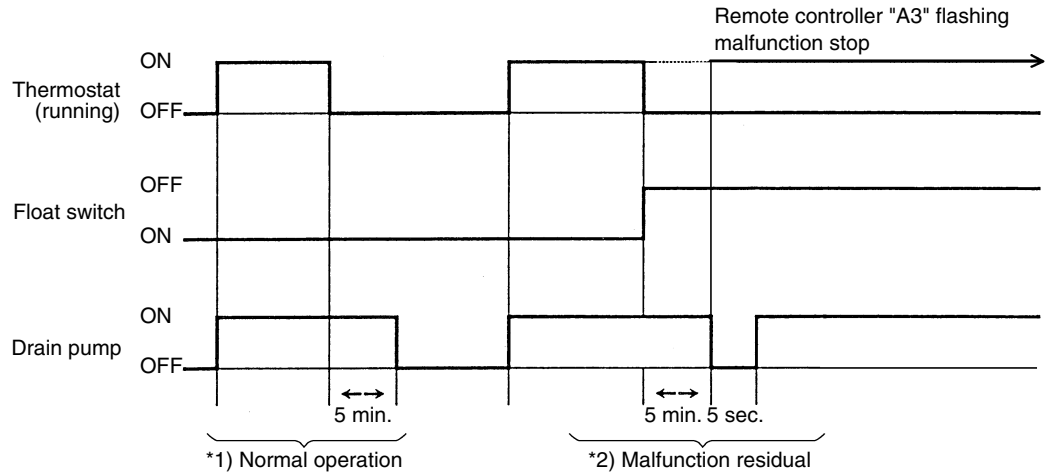 Remote controller "A3" flashing
malfunction stop
ON
Thermostat
(running)
OFF
OFF
Float switch
ON
ON
Drain pump
OFF
5 min.
5 min. 5 sec.
*1) Normal operation
*2) Malfunction residual